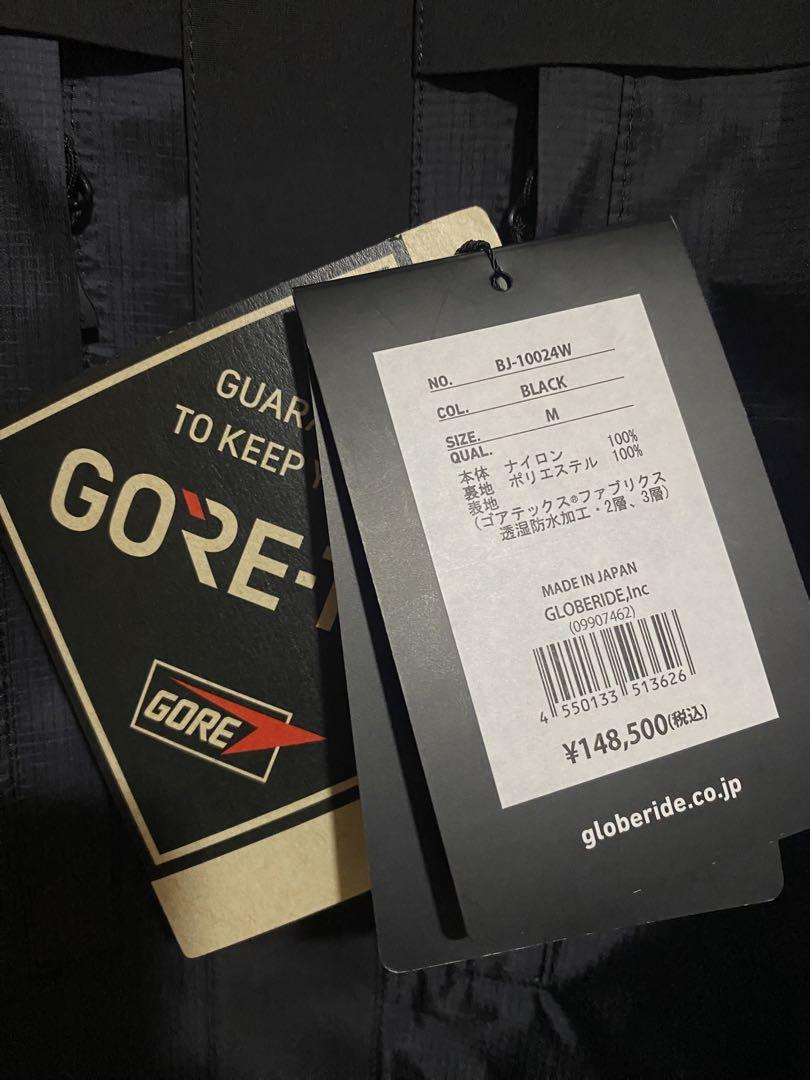 GUARA
TO KEEP Y
GORE-T
GORE
NO. BJ-10024W
COL. BLACK
SIZE. M
QUAL.
本体 ナイロン 100%
裏地 ポリエステル 100%
表地
(ゴアテックス®ファブリクス
透湿防水加工・2層、3層)
MADE IN JAPAN
GLOBERIDE,Inc
(09907462)
4 550133 513626
¥148,500(税込)
globeride.co.jp